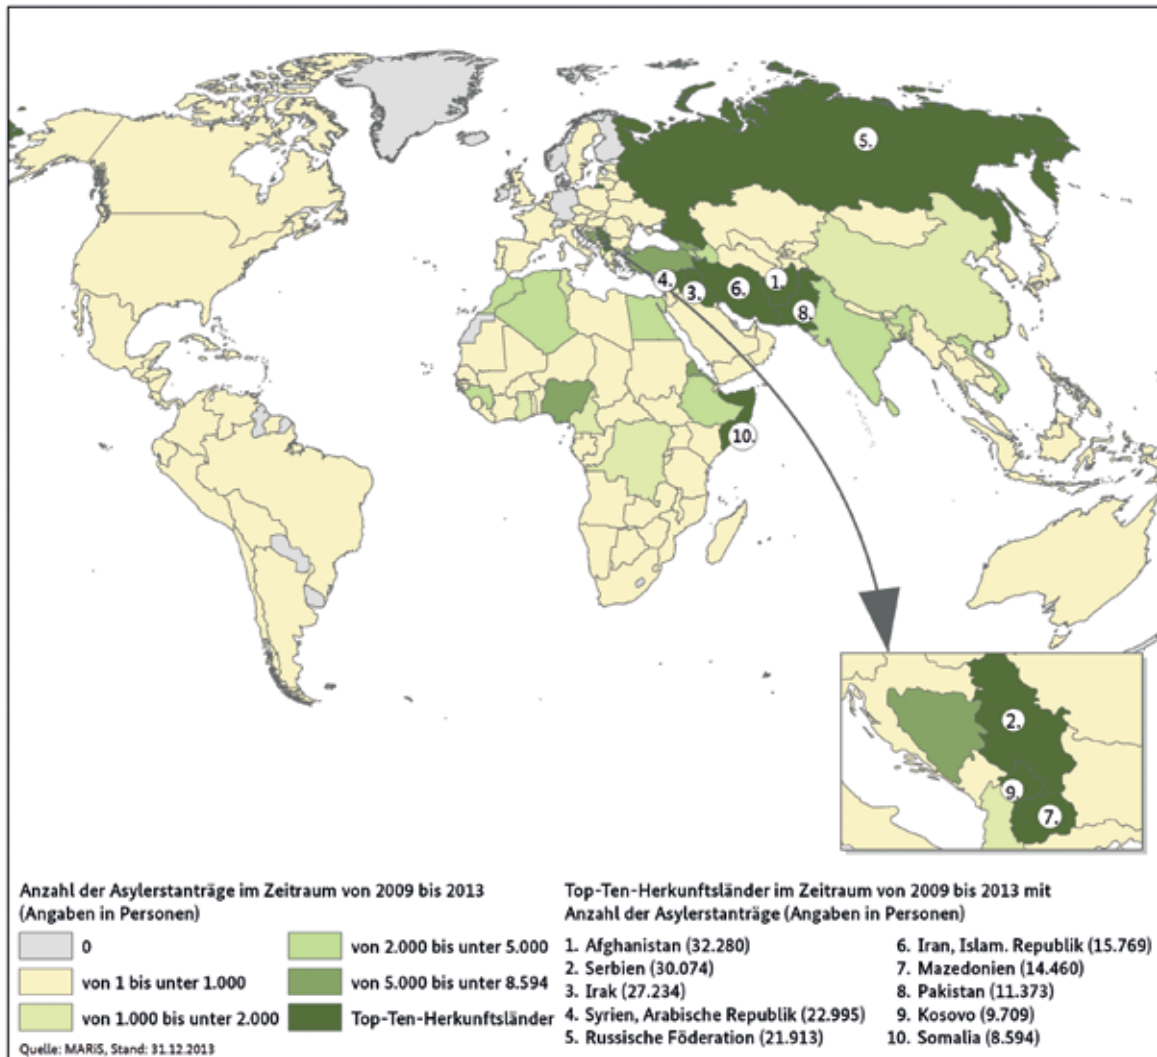 5.
4.
3.
6.
1.
8.
10.
2.
9.
7.
Anzahl der Asylerstanträge im Zeitraum von 2009 bis 2013
(Angaben in Personen)
0
von 1 bis unter 1.000
von 1.000 bis unter 2.000
von 2.000 bis unter 5.000
von 5.000 bis unter 8.594
Top-Ten-Herkunftsländer
Quelle: MARiS, Stand: 31.12.2013
Top-Ten-Herkunftsländer im Zeitraum von 2009 bis 2013 mit
Anzahl der Asylerstanträge (Angaben in Personen)
1. Afghanistan (32.280)
2. Serbien (30.074)
3. Irak (27.234)
4. Syrien, Arabische Republik (22.995)
5. Russische Föderation (21.913)
6. Iran, Islam. Republik (15.769)
7. Mazedonien (14.460)
8. Pakistan (11.373)
9. Kosovo (9.709)
10. Somalia (8.594)